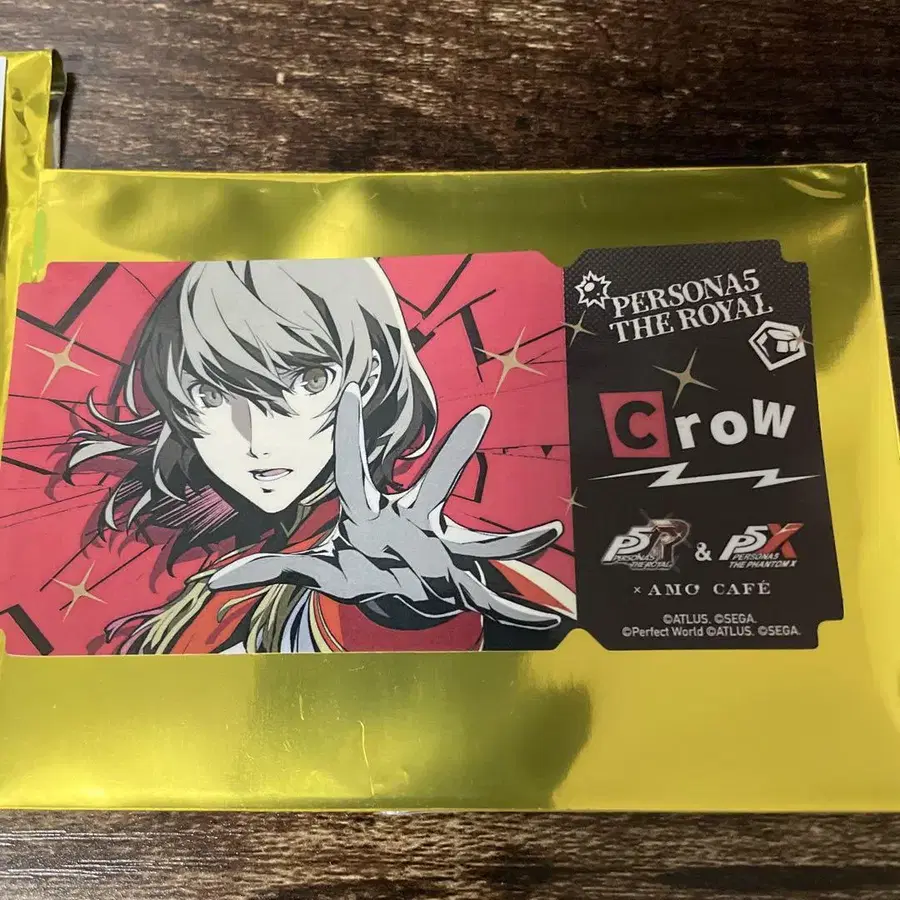 PERSONA5
THE ROYAL
Crow
P5R
PERSONA5
THE ROYAL
&
P5X
PERSONA5
THE PHANTOM X
× AMO CAFÉ
©ATLUS. ©SEGA.
©Perfect World ©ATLUS. ©SEGA.